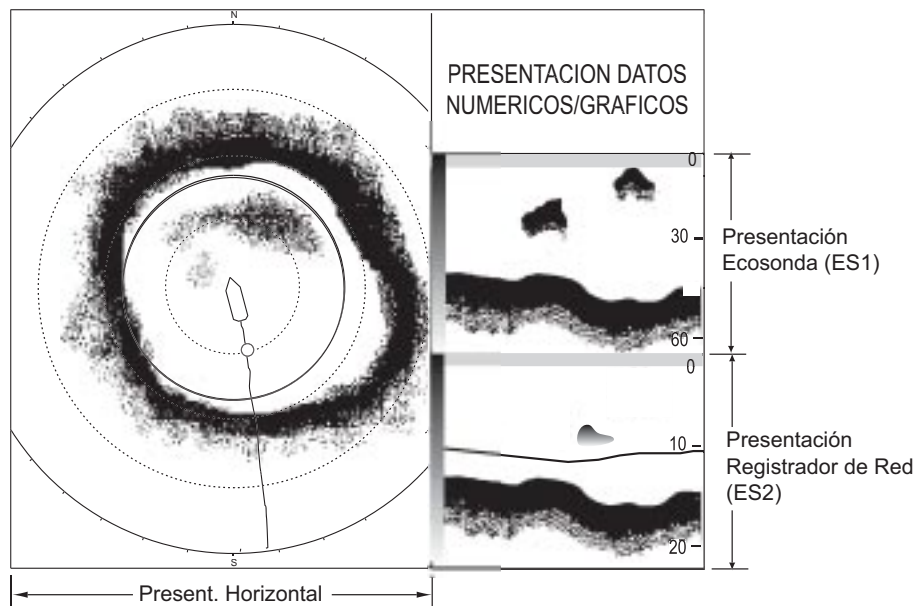 N
PRESENTACION DATOS
NUMERICOS/GRAFICOS
0
30
60
Presentación
Ecosonda (ES1)
0
10
20
Presentación
Registrador de Red
(ES2)
S
Present. Horizontal